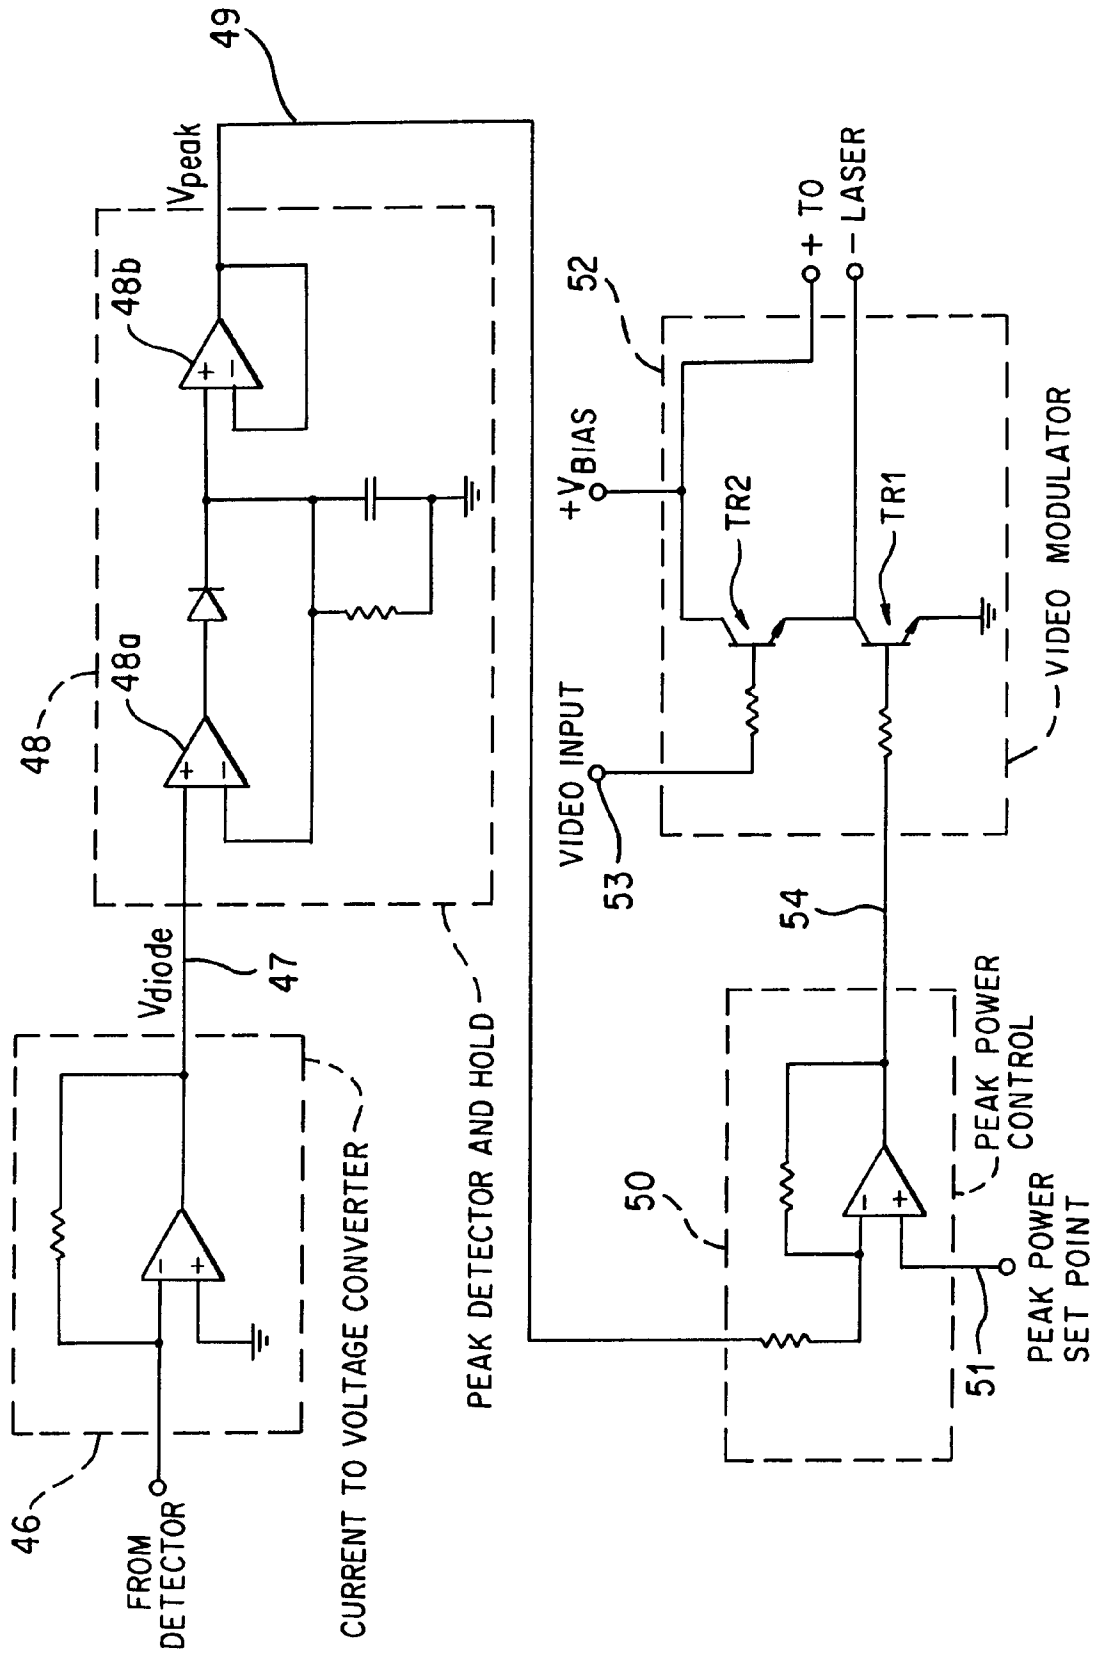 46
FROM
DETECTOR
CURRENT TO VOLTAGE CONVERTER
−
+
Vdiode
47
48
48a
+
−
48b
+
−
Vpeak
49
PEAK DETECTOR AND HOLD
50
−
+
51
PEAK POWER
SET POINT
PEAK POWER
CONTROL
54
VIDEO INPUT
53
+VBIAS
52
TR2
TR1
+ TO
− LASER
VIDEO MODULATOR